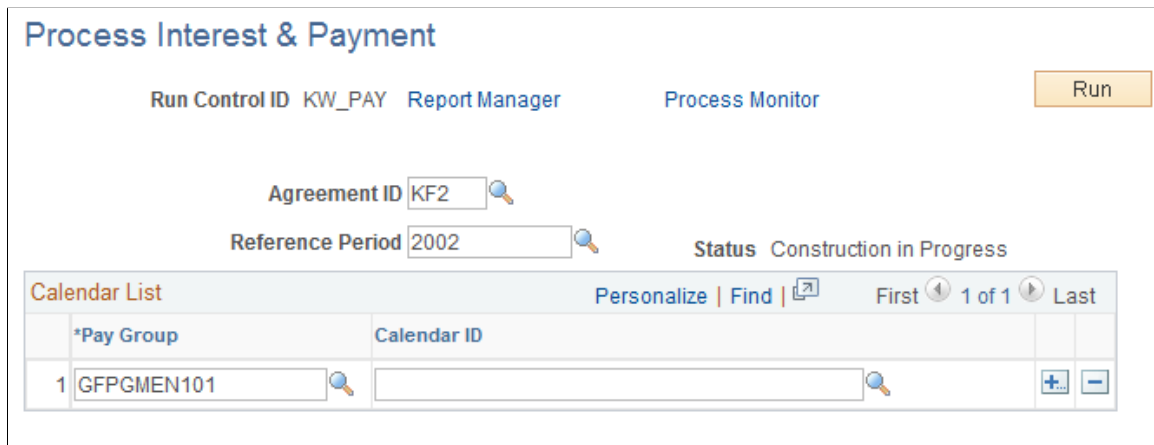 Process Interest & Payment
Run Control ID KW_PAY Report Manager Process Monitor Run
Agreement ID KF2
Reference Period 2002 Status Construction in Progress
Calendar List Personalize | Find | First 1 of 1 Last
*Pay Group Calendar ID
1 GFPGMEN101